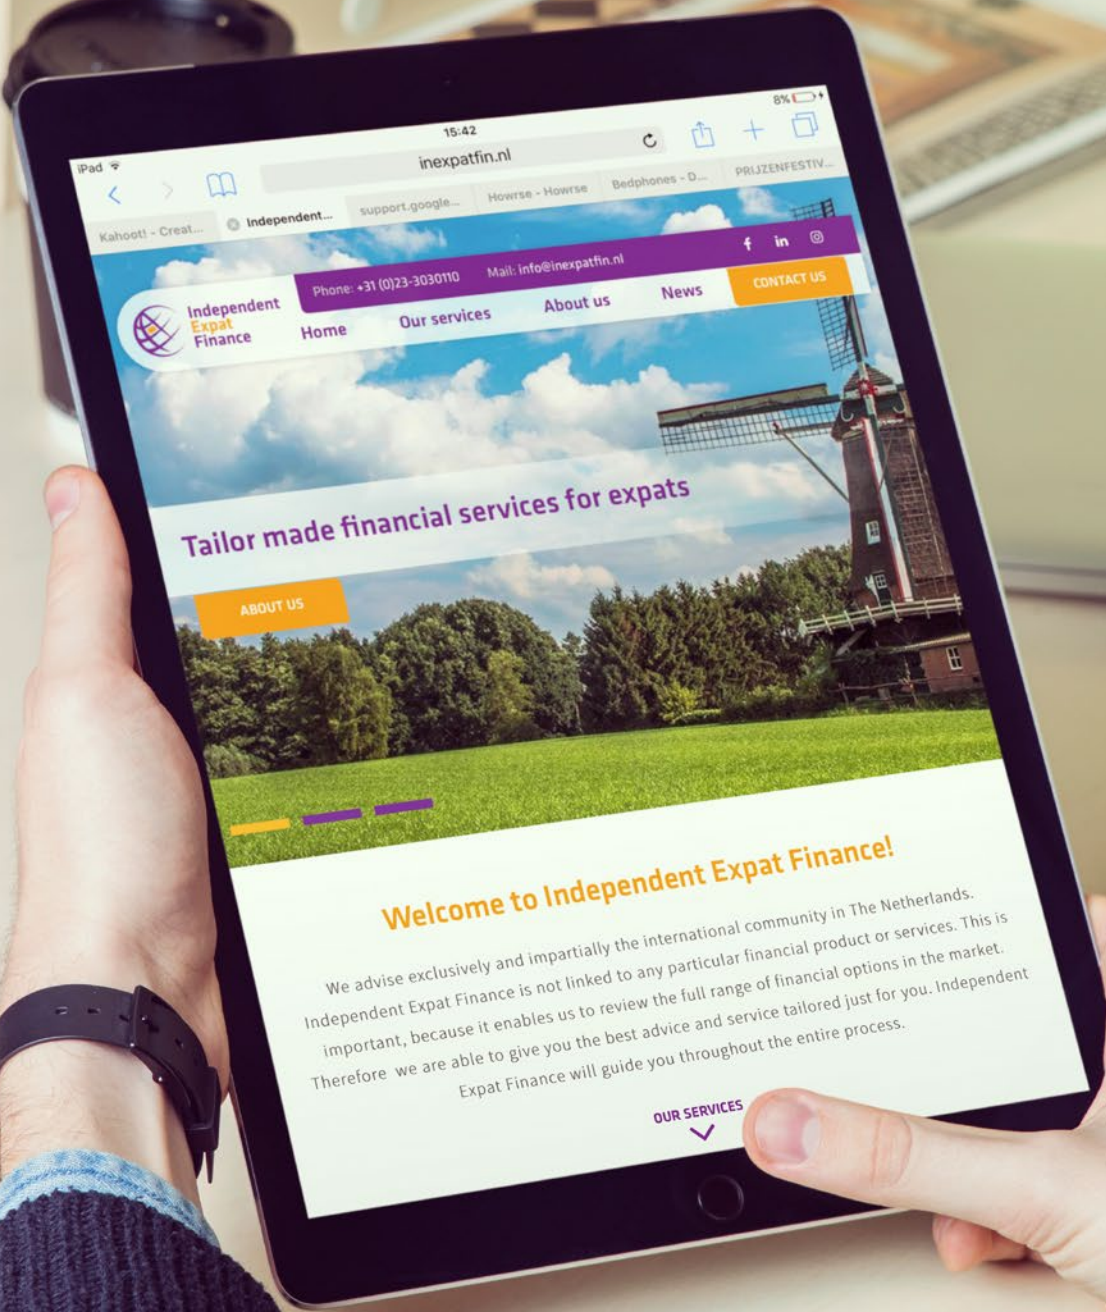 iPad
15:42
8%
inexpatfin.nl
Kahoot! - Creat...
Independent...
support.google...
Howrse - Howrse
Bedphones - D...
PRIJZENFESTIV...
Phone: +31 (0)23-3030110
Mail: info@inexpatfin.nl
f in
Independent
Expat
Finance
Home
Our services
About us
News
CONTACT US
Tailor made financial services for expats
ABOUT US
Welcome to Independent Expat Finance!
We advise exclusively and impartially the international community in The Netherlands.
Independent Expat Finance is not linked to any particular financial product or services. This is
important, because it enables us to review the full range of financial options in the market.
Therefore we are able to give you the best advice and service tailored just for you. Independent
Expat Finance will guide you throughout the entire process.
OUR SERVICES